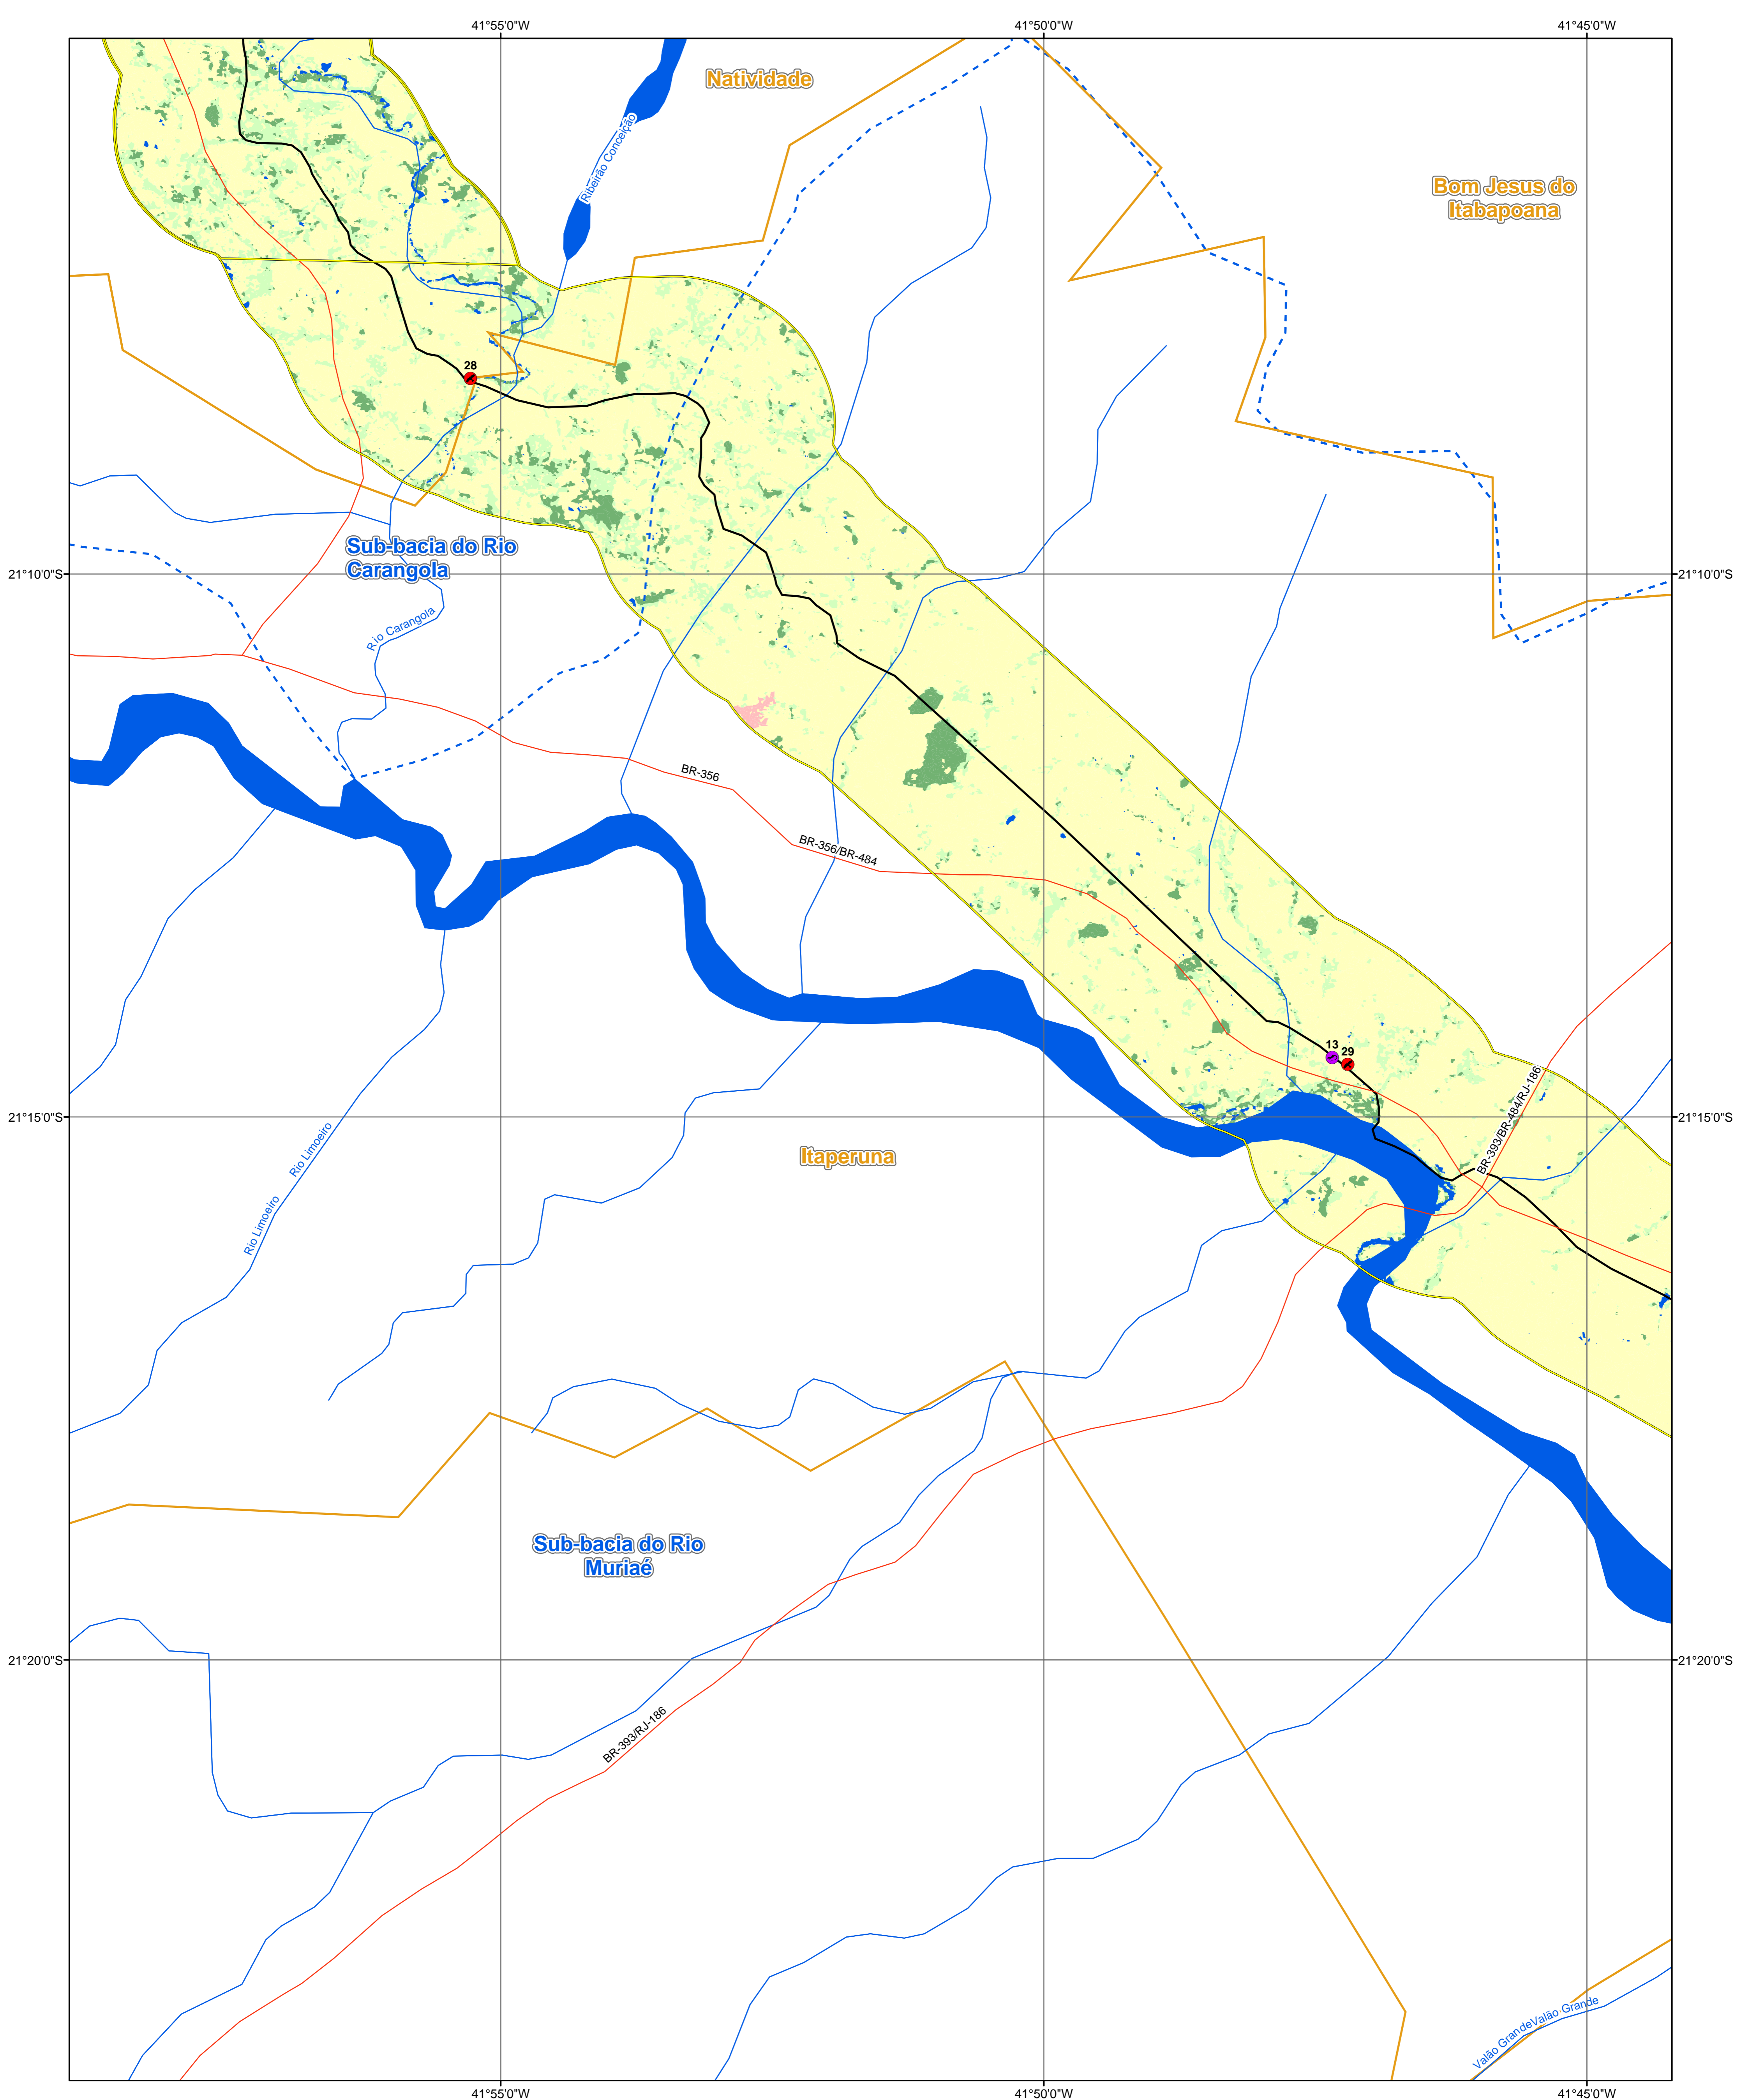 41°55'0"W
41°50'0"W
41°45'0"W
Natividade
Ribeirão Conceição
Bom Jesus do
Itabapoana
28
Sub-bacia do Rio
Carangola
21°10'0"S
21°10'0"S
Rio Carangola
BR-356
BR-356/BR-484
13
29
BR-393/BR-484/RJ-186
21°15'0"S
21°15'0"S
Itaperuna
Rio Limoeiro
Rio Limoeiro
Sub-bacia do Rio
Muriaé
21°20'0"S
21°20'0"S
BR-393/RJ-186
Valão GrandeValão Grande
41°55'0"W
41°50'0"W
41°45'0"W